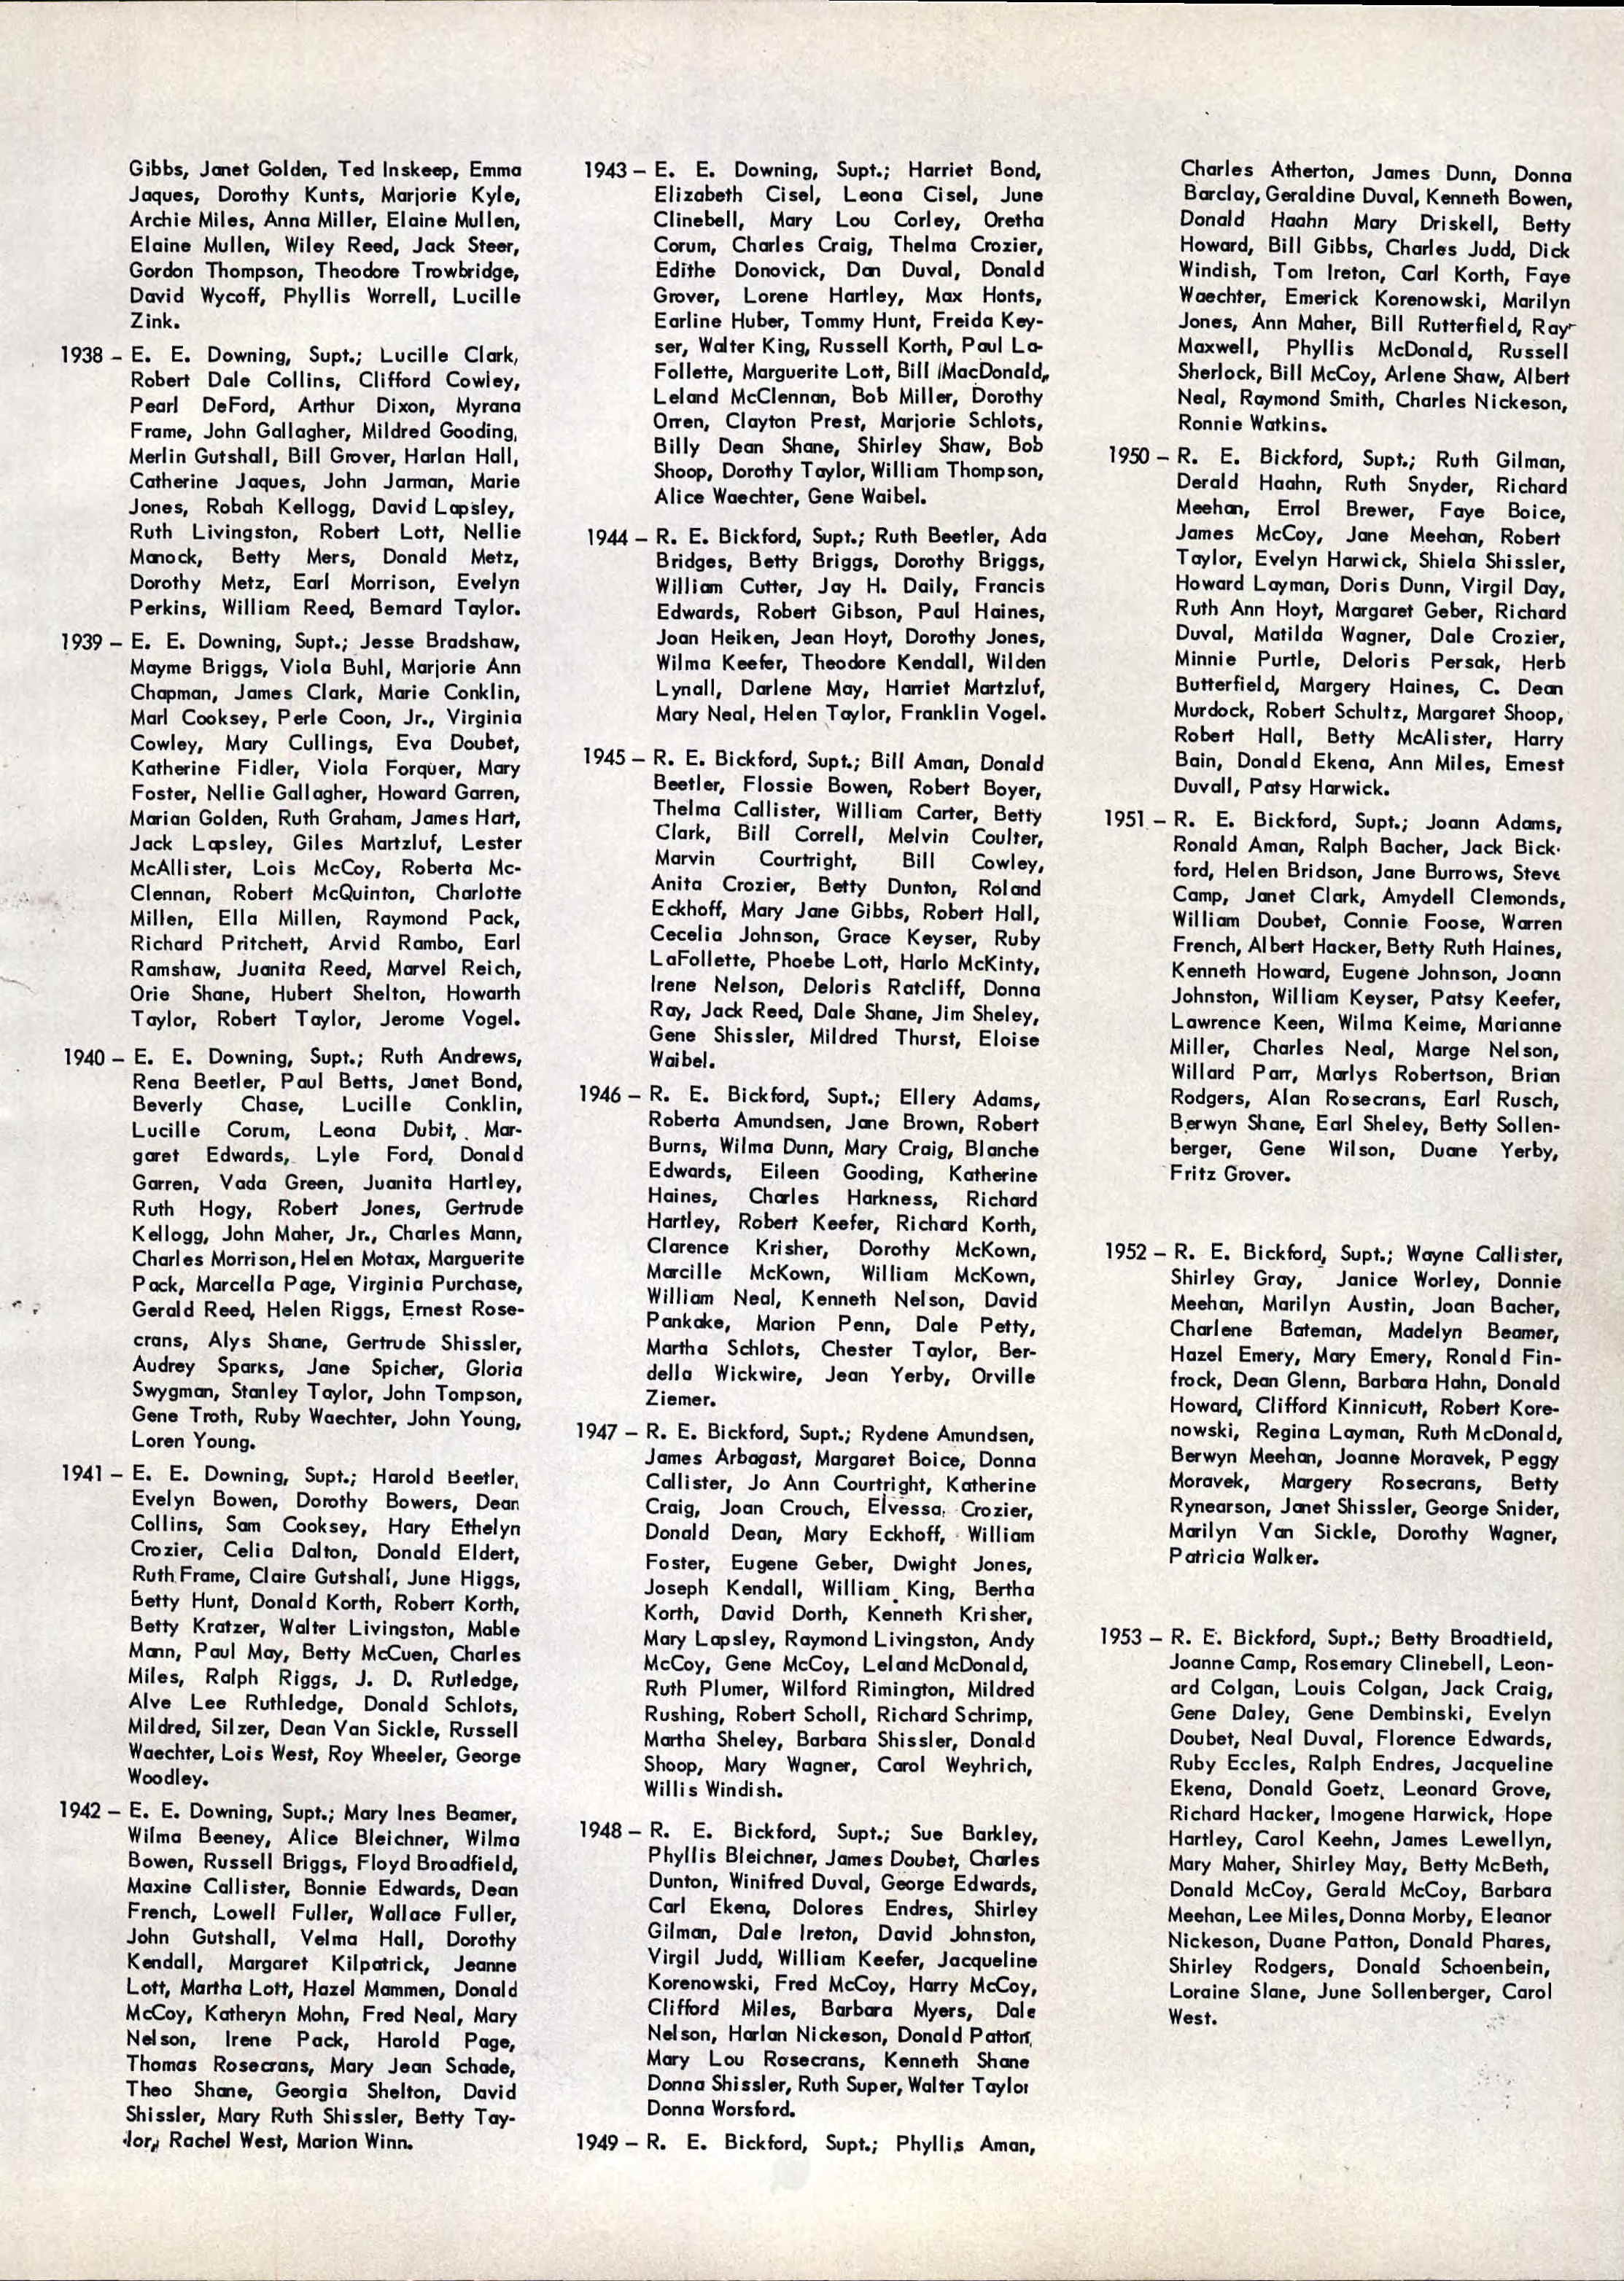 Gibbs, Janet Golden, Ted Inskeep, Emma
Jaques, Dorothy Kunts, Marjorie Kyle,
Archie Miles, Anna Miller, Elaine Mullen,
Elaine Mullen, Wiley Reed, Jack Steer,
Gordon Thompson, Theodore Trowbridge,
David Wycoff, Phyllis Worrell, Lucille
Zink.
1938 – E. E. Downing, Supt.; Lucille Clark,
Robert Dale Collins, Clifford Cowley,
Pearl DeFord, Arthur Dixon, Myrana
Frame, John Gallagher, Mildred Gooding,
Merlin Gutshall, Bill Grover, Harlan Hall,
Catherine Jaques, John Jarman, Marie
Jones, Robah Kellogg, David Lapsley,
Ruth Livingston, Robert Lott, Nellie
Manock, Betty Mers, Donald Metz,
Dorothy Metz, Earl Morrison, Evelyn
Perkins, William Reed, Bernard Taylor.
1939 – E. E. Downing, Supt.; Jesse Bradshaw,
Mayme Briggs, Viola Buhl, Marjorie Ann
Chapman, James Clark, Marie Conklin,
Marl Cooksey, Perle Coon, Jr., Virginia
Cowley, Mary Cullings, Eva Doubet,
Katherine Fidler, Viola Forquer, Mary
Foster, Nellie Gallagher, Howard Garren,
Marian Golden, Ruth Graham, James Hart,
Jack Lapsley, Giles Martzluf, Lester
McAllister, Lois McCoy, Roberta Mc-
Clennan, Robert McQuinton, Charlotte
Millen, Ella Millen, Raymond Pack,
Richard Pritchett, Arvid Rambo, Earl
Ramshaw, Juanita Reed, Marvel Reich,
Orie Shane, Hubert Shelton, Howarth
Taylor, Robert Taylor, Jerome Vogel.
1940 – E. E. Downing, Supt.; Ruth Andrews,
Rena Beetler, Paul Betts, Janet Bond,
Beverly Chase, Lucille Conklin,
Lucille Corum, Leona Dubit, Mar-
garet Edwards, Lyle Ford, Donald
Garren, Vada Green, Juanita Hartley,
Ruth Hogy, Robert Jones, Gertrude
Kellogg, John Maher, Jr., Charles Mann,
Charles Morrison, Helen Motax, Marguerite
Pack, Marcella Page, Virginia Purchase,
Gerald Reed, Helen Riggs, Ernest Rose-
crans, Alys Shane, Gertrude Shissler,
Audrey Sparks, Jane Spicher, Gloria
Swygman, Stanley Taylor, John Tompson,
Gene Troth, Ruby Waechter, John Young,
Loren Young.
1941 – E. E. Downing, Supt.; Harold Beetler,
Evelyn Bowen, Dorothy Bowers, Dean
Collins, Sam Cooksey, Hary Ethelyn
Crozier, Celia Dalton, Donald Eldert,
Ruth Frame, Claire Gutshall, June Higgs,
Betty Hunt, Donald Korth, Robert Korth,
Betty Kratzer, Walter Livingston, Mable
Mann, Paul May, Betty McCuen, Charles
Miles, Ralph Riggs, J. D. Rutledge,
Alve Lee Ruthledge, Donald Schlots,
Mildred, Silzer, Dean Van Sickle, Russell
Waechter, Lois West, Roy Wheeler, George
Woodley.
1942 – E. E. Downing, Supt.; Mary Ines Beamer,
Wilma Beeney, Alice Bleichner, Wilma
Bowen, Russell Briggs, Floyd Broadfield,
Maxine Callister, Bonnie Edwards, Dean
French, Lowell Fuller, Wallace Fuller,
John Gutshall, Velma Hall, Dorothy
Kendall, Margaret Kilpatrick, Jeanne
Lott, Martha Lott, Hazel Mammen, Donald
McCoy, Katheryn Mohn, Fred Neal, Mary
Nelson, Irene Pack, Harold Page,
Thomas Rosecrans, Mary Jean Schade,
Theo Shane, Georgia Shelton, David
Shissler, Mary Ruth Shissler, Betty Tay-
lor, Rachel West, Marion Winn.
1943 – E. E. Downing, Supt.; Harriet Bond,
Elizabeth Cisel, Leona Cisel, June
Clinebell, Mary Lou Corley, Oretha
Corum, Charles Craig, Thelma Crozier,
Edithe Donovick, Dan Duval, Donald
Grover, Lorene Hartley, Max Honts,
Earline Huber, Tommy Hunt, Freida Key-
ser, Walter King, Russell Korth, Paul La-
Follette, Marguerite Lott, Bill MacDonald,
Leland McClennan, Bob Miller, Dorothy
Orren, Clayton Prest, Marjorie Schlots,
Billy Dean Shane, Shirley Shaw, Bob
Shoop, Dorothy Taylor, William Thompson,
Alice Waechter, Gene Waibel.
1944 – R. E. Bickford, Supt.; Ruth Beetler, Ada
Bridges, Betty Briggs, Dorothy Briggs,
William Cutter, Jay H. Daily, Francis
Edwards, Robert Gibson, Paul Haines,
Joan Heiken, Jean Hoyt, Dorothy Jones,
Wilma Keefer, Theodore Kendall, Wilden
Lynall, Darlene May, Harriet Martzluf,
Mary Neal, Helen Taylor, Franklin Vogel.
1945 – R. E. Bickford, Supt.; Bill Aman, Donald
Beetler, Flossie Bowen, Robert Boyer,
Thelma Callister, William Carter, Betty
Clark, Bill Correll, Melvin Coulter,
Marvin Courtright, Bill Cowley,
Anita Crozier, Betty Dunton, Roland
Eckhoff, Mary Jane Gibbs, Robert Hall,
Cecelia Johnson, Grace Keyser, Ruby
LaFollette, Phoebe Lott, Harlo McKinty,
Irene Nelson, Deloris Ratcliff, Donna
Ray, Jack Reed, Dale Shane, Jim Sheley,
Gene Shissler, Mildred Thurst, Eloise
Waibel.
1946 – R. E. Bickford, Supt.; Ellery Adams,
Roberta Amundsen, Jane Brown, Robert
Burns, Wilma Dunn, Mary Craig, Blanche
Edwards, Eileen Gooding, Katherine
Haines, Charles Harkness, Richard
Hartley, Robert Keefer, Richard Korth,
Clarence Krisher, Dorothy McKown,
Marcille McKown, William McKown,
William Neal, Kenneth Nelson, David
Pankake, Marion Penn, Dale Petty,
Martha Schlots, Chester Taylor, Ber-
della Wickwire, Jean Yerby, Orville
Ziemer.
1947 – R. E. Bickford, Supt.; Rydene Amundsen,
James Arbogast, Margaret Boice, Donna
Callister, Jo Ann Courtright, Katherine
Craig, Joan Crouch, Elvessa, Crozier,
Donald Dean, Mary Eckhoff, William
Foster, Eugene Geber, Dwight Jones,
Joseph Kendall, William King, Bertha
Korth, David Dorth, Kenneth Krisher,
Mary Lapsley, Raymond Livingston, Andy
McCoy, Gene McCoy, Leland McDonald,
Ruth Plumer, Wilford Rimington, Mildred
Rushing, Robert Scholl, Richard Schrimp,
Martha Sheley, Barbara Shissler, Donald
Shoop, Mary Wagner, Carol Weyhrich,
Willis Windish.
1948 – R. E. Bickford, Supt.; Sue Barkley,
Phyllis Bleichner, James Doubet, Charles
Dunton, Winifred Duval, George Edwards,
Carl Ekena, Dolores Endres, Shirley
Gilman, Dale Ireton, David Johnston,
Virgil Judd, William Keefer, Jacqueline
Korenowski, Fred McCoy, Harry McCoy,
Clifford Miles, Barbara Myers, Dale
Nelson, Harlan Nickeson, Donald Patton,
Mary Lou Rosecrans, Kenneth Shane
Donna Shissler, Ruth Super, Walter Taylor
Donna Worsford.
1949 – R. E. Bickford, Supt.; Phyllis Aman,
Charles Atherton, James Dunn, Donna
Barclay, Geraldine Duval, Kenneth Bowen,
Donald Haahn Mary Driskell, Betty
Howard, Bill Gibbs, Charles Judd, Dick
Windish, Tom Ireton, Carl Korth, Faye
Waechter, Emerick Korenowski, Marilyn
Jones, Ann Maher, Bill Rutterfield, Ray
Maxwell, Phyllis McDonald, Russell
Sherlock, Bill McCoy, Arlene Shaw, Albert
Neal, Raymond Smith, Charles Nickeson,
Ronnie Watkins.
1950 – R. E. Bickford, Supt.; Ruth Gilman,
Derald Haahn, Ruth Snyder, Richard
Meehan, Errol Brewer, Faye Boice,
James McCoy, Jane Meehan, Robert
Taylor, Evelyn Harwick, Shiela Shissler,
Howard Layman, Doris Dunn, Virgil Day,
Ruth Ann Hoyt, Margaret Geber, Richard
Duval, Matilda Wagner, Dale Crozier,
Minnie Purtle, Deloris Persak, Herb
Butterfield, Margery Haines, C. Dean
Murdock, Robert Schultz, Margaret Shoop,
Robert Hall, Betty McAlister, Harry
Bain, Donald Ekena, Ann Miles, Ernest
Duvall, Patsy Harwick.
1951 – R. E. Bickford, Supt.; Joann Adams,
Ronald Aman, Ralph Bacher, Jack Bick-
ford, Helen Bridson, Jane Burrows, Steve
Camp, Janet Clark, Amydell Clemonds,
William Doubet, Connie Foose, Warren
French, Albert Hacker, Betty Ruth Haines,
Kenneth Howard, Eugene Johnson, Joann
Johnston, William Keyser, Patsy Keefer,
Lawrence Keen, Wilma Keime, Marianne
Miller, Charles Neal, Marge Nelson,
Willard Parr, Marlys Robertson, Brian
Rodgers, Alan Rosecrans, Earl Rusch,
Berwyn Shane, Earl Sheley, Betty Sollen-
berger, Gene Wilson, Duane Yerby,
Fritz Grover.
1952 – R. E. Bickford, Supt.; Wayne Callister,
Shirley Gray, Janice Worley, Donnie
Meehan, Marilyn Austin, Joan Bacher,
Charlene Bateman, Madelyn Beamer,
Hazel Emery, Mary Emery, Ronald Fin-
frock, Dean Glenn, Barbara Hahn, Donald
Howard, Clifford Kinnicutt, Robert Kore-
nowski, Regina Layman, Ruth McDonald,
Berwyn Meehan, Joanne Moravek, Peggy
Moravek, Margery Rosecrans, Betty
Rynearson, Janet Shissler, George Snider,
Marilyn Van Sickle, Dorothy Wagner,
Patricia Walker.
1953 – R. E. Bickford, Supt.; Betty Broadfield,
Joanne Camp, Rosemary Clinebell, Leon-
ard Colgan, Louis Colgan, Jack Craig,
Gene Daley, Gene Dembinski, Evelyn
Doubet, Neal Duval, Florence Edwards,
Ruby Eccles, Ralph Endres, Jacqueline
Ekena, Donald Goetz, Leonard Grove,
Richard Hacker, Imogene Harwick, Hope
Hartley, Carol Keehn, James Lewellyn,
Mary Maher, Shirley May, Betty McBeth,
Donald McCoy, Gerald McCoy, Barbara
Meehan, Lee Miles, Donna Morby, Eleanor
Nickeson, Duane Patton, Donald Phares,
Shirley Rodgers, Donald Schoenbein,
Loraine Slane, June Sollenberger, Carol
West.